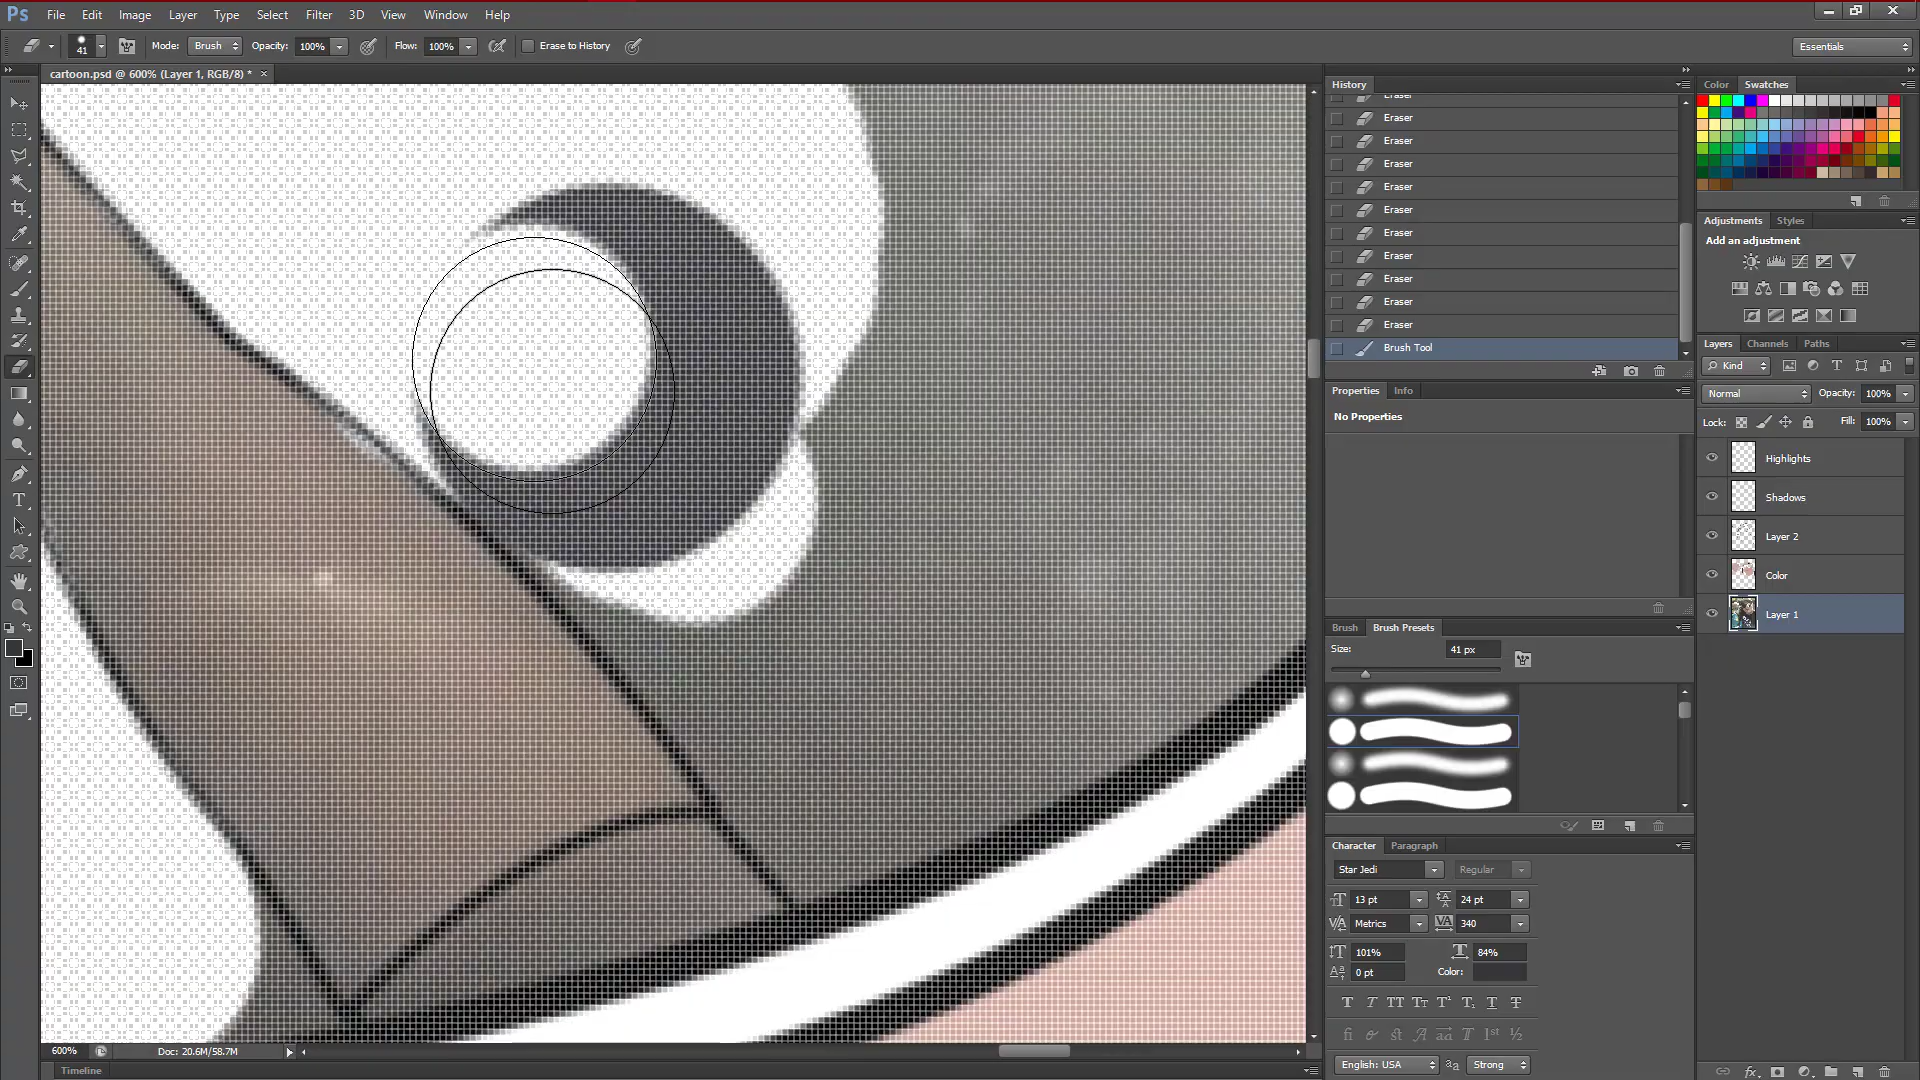 Ps File Edit Image Layer Type Select Filter 3D View Window Help
41 Mode: Brush Opacity: 100% Flow: 100% Erase to History Essentials
cartoon.psd @ 600% (Layer 1, RGB/8) * ×
History
Eraser
Eraser
Eraser
Eraser
Eraser
Eraser
Eraser
Eraser
Eraser
Eraser
Eraser
Brush Tool
Properties Info
No Properties
Brush Brush Presets
Size: 41 px
Character Paragraph
Star Jedi Regular
13 pt 24 pt
Metrics 340
101% 84%
0 pt Color:
English: USA aa Strong
Color Swatches
Adjustments Styles
Add an adjustment
Layers Channels Paths
Kind
Normal Opacity: 100%
Lock: Fill: 100%
Highlights
Shadows
Layer 2
Color
Layer 1
600% Doc: 20.6M/58.7M
Timeline